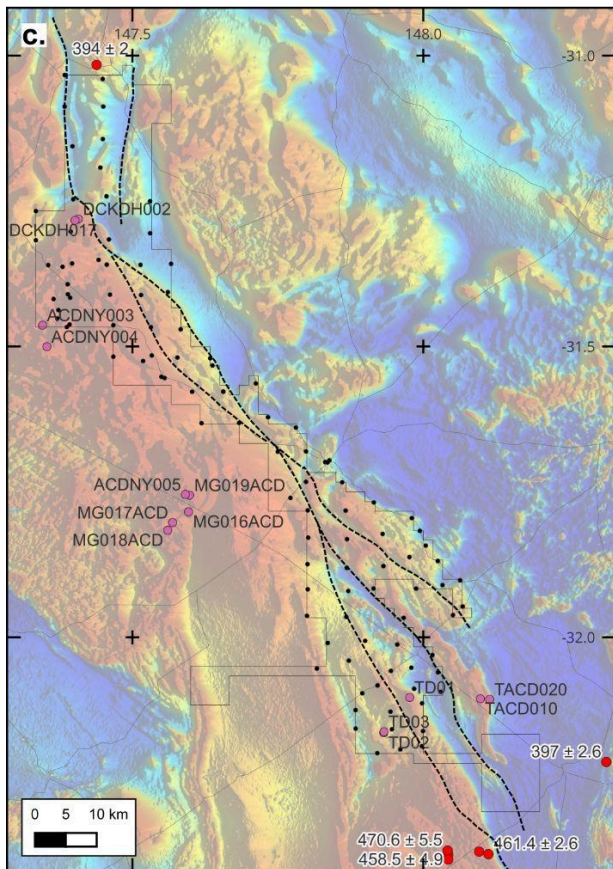 c.
147.5
148.0
-31.0
394 ± 2
DCKDH002
DCKDH017
ACDNY003
ACDNY004
-31.5
ACDNY005
MG019ACD
MG017ACD
MG016ACD
MG018ACD
-32.0
TD01
TACD020
TACD010
TD03
TD02
397 ± 2.6
0 5 10 km
470.6 ± 5.5
461.4 ± 2.6
458.5 ± 4.9